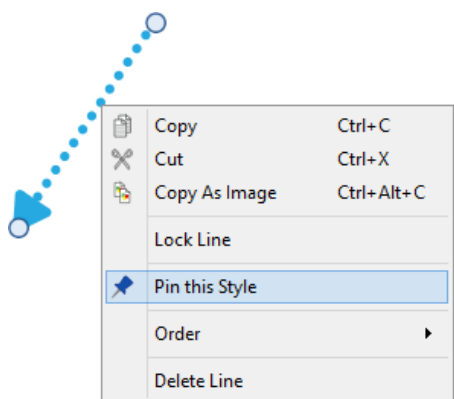 Copy Ctrl+C
Cut Ctrl+X
Copy As Image Ctrl+Alt+C
Lock Line
Pin this Style
Order
Delete Line